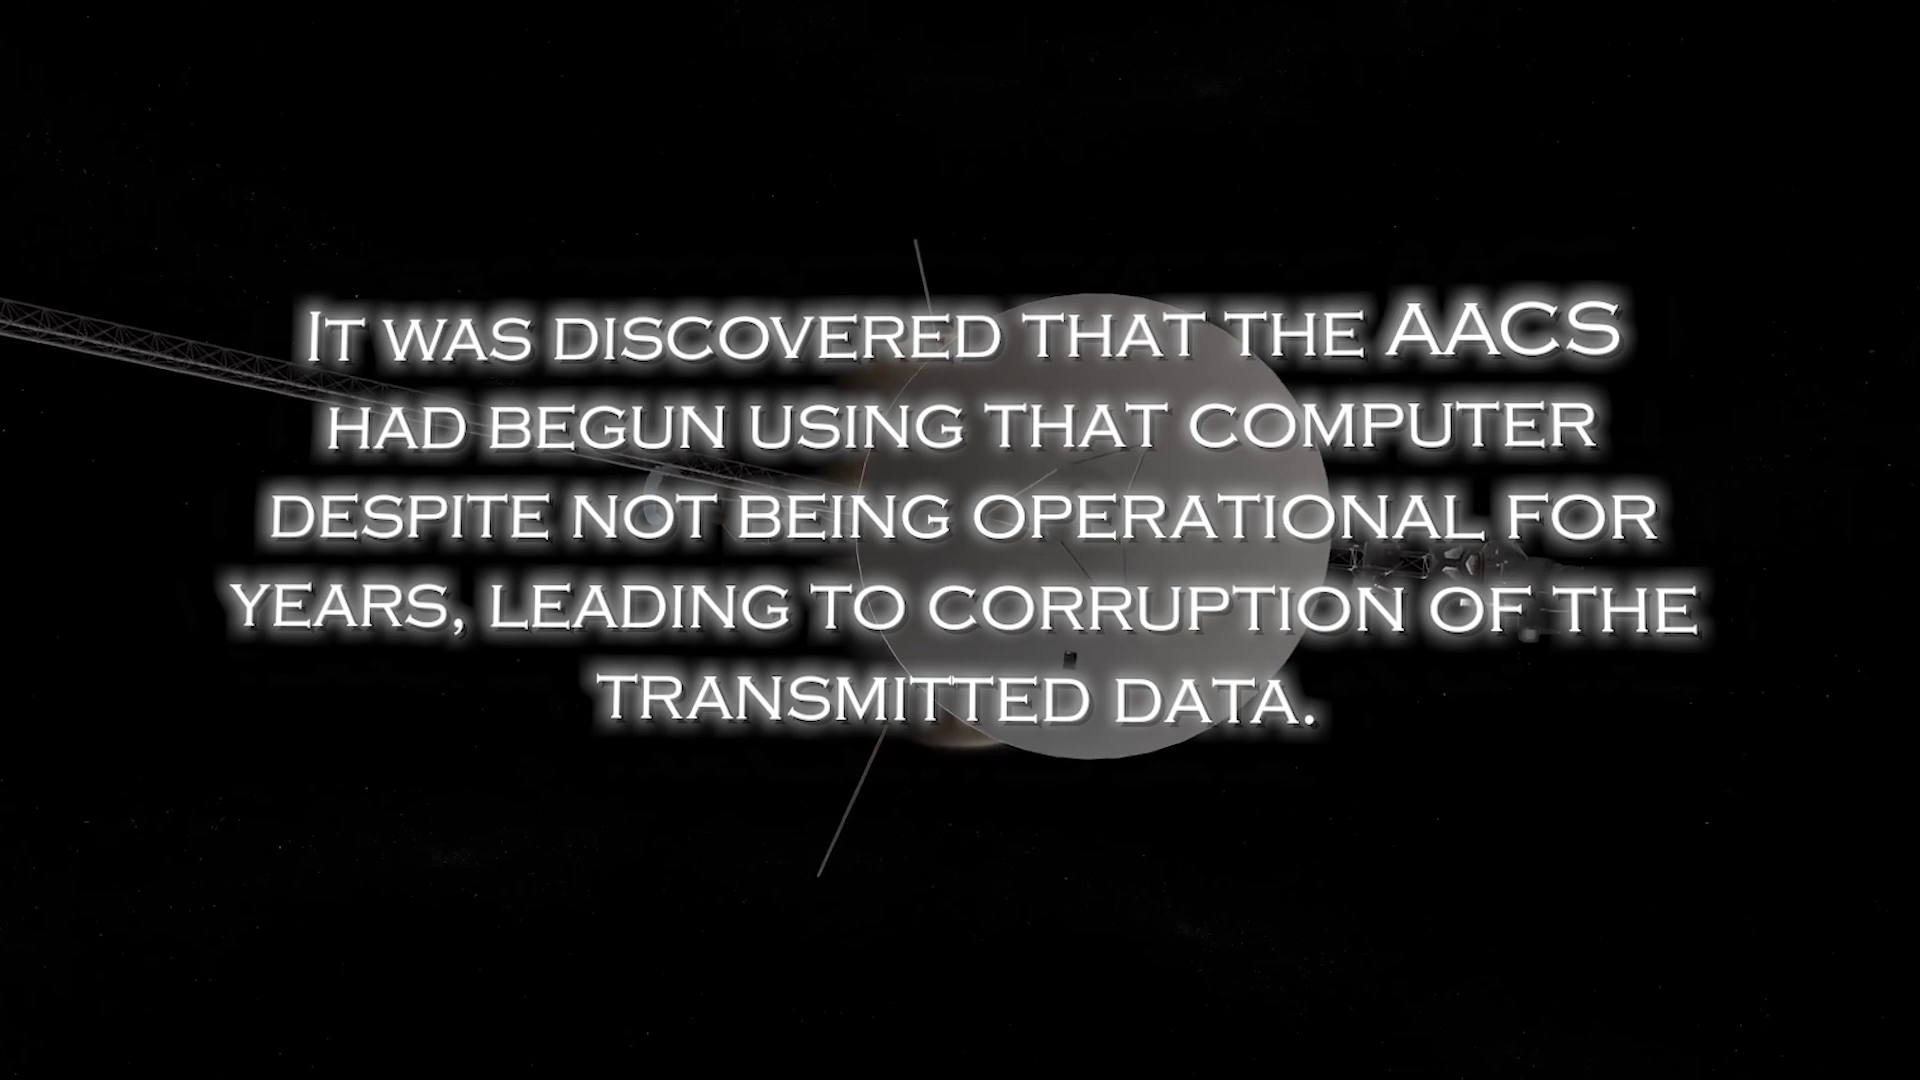 It was discovered that the AACS
had begun using that computer
despite not being operational for
years, leading to corruption of the
transmitted data.